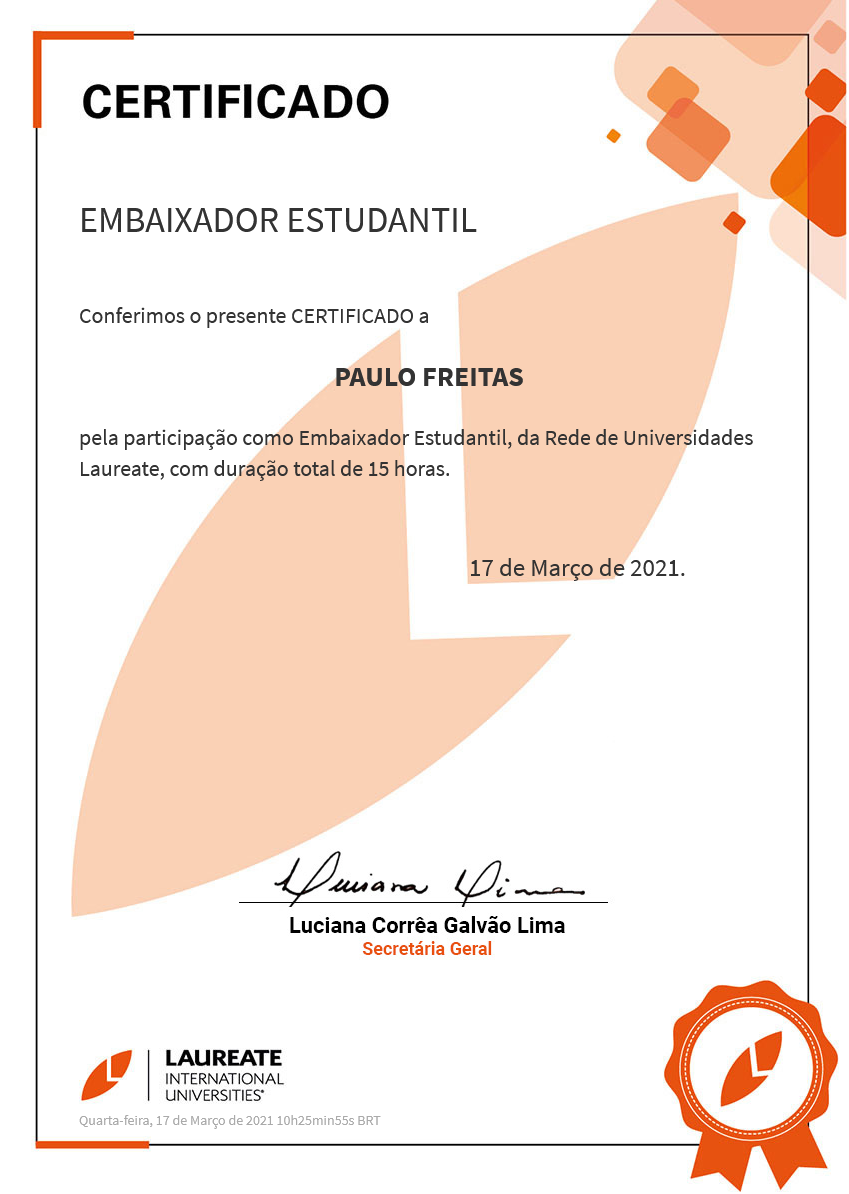 CERTIFICADO
EMBAIXADOR ESTUDANTIL
Conferimos o presente CERTIFICADO a
PAULO FREITAS
pela participação como Embaixador Estudantil, da Rede de Universidades
Laureate, com duração total de 15 horas.
17 de Março de 2021.
Luciana Lima
Luciana Corrêa Galvão Lima
Secretária Geral
LAUREATE
INTERNATIONAL
UNIVERSITIES®
Quarta-feira, 17 de Março de 2021 10h25min55s BRT